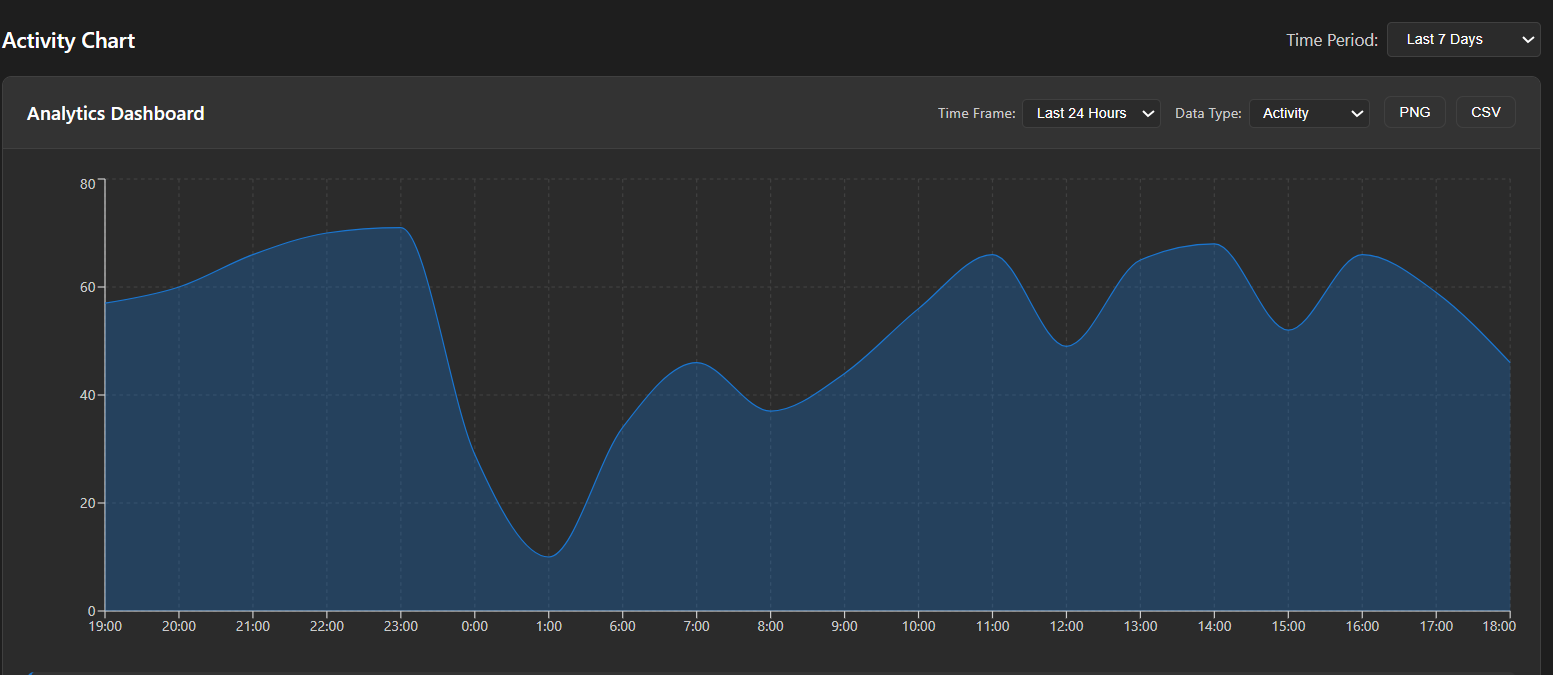 Activity Chart
Time Period: Last 7 Days
Analytics Dashboard
Time Frame: Last 24 Hours Data Type: Activity PNG CSV
80
60
40
20
0
19:00 20:00 21:00 22:00 23:00 0:00 1:00 6:00 7:00 8:00 9:00 10:00 11:00 12:00 13:00 14:00 15:00 16:00 17:00 18:00